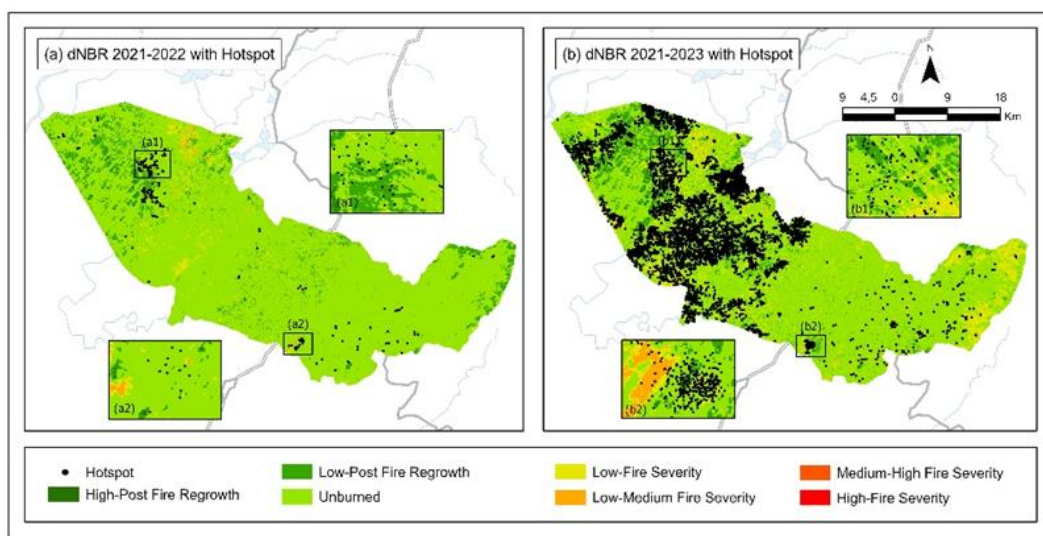 (a) dNBR 2021-2022 with Hotspot
(a1)
(a1)
(a2)
(a2)
(b) dNBR 2021-2023 with Hotspot
N
9 4,5 0 9 18
Km
(b1)
(b1)
(b2)
(b2)
Hotspot
High-Post Fire Regrowth
Low-Post Fire Regrowth
Unburned
Low-Fire Severity
Low-Medium Fire Severity
Medium-High Fire Severity
High-Fire Severity